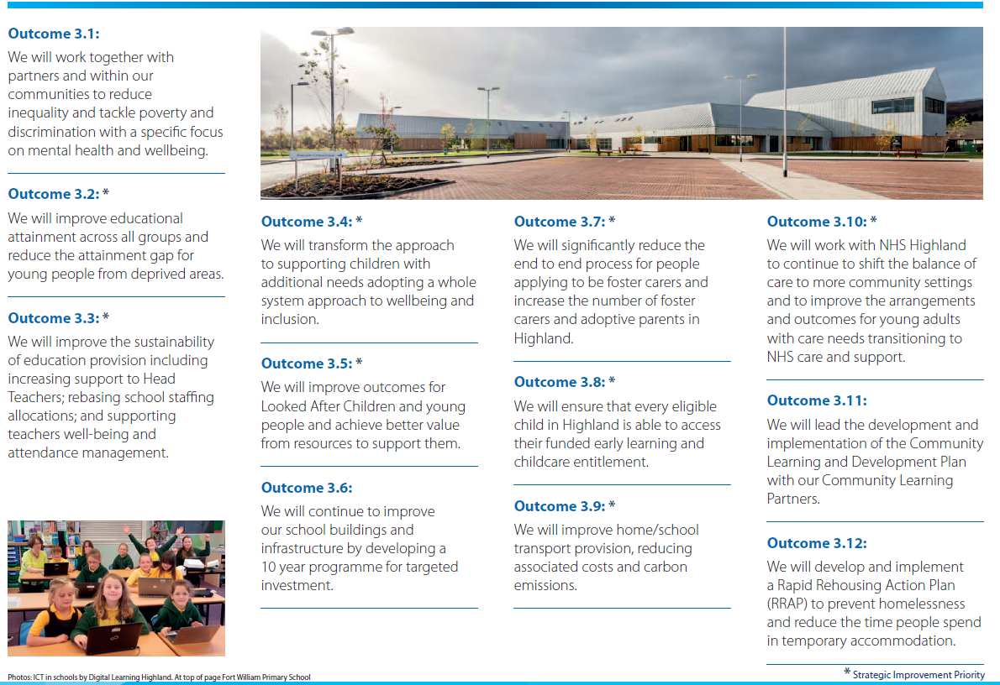 Outcome 3.1:
We will work together with
partners and within our
communities to reduce
inequality and tackle poverty and
discrimination with a specific focus
on mental health and wellbeing.
Outcome 3.2: *
We will improve educational
attainment across all groups and
reduce the attainment gap for
young people from deprived areas.
Outcome 3.3: *
We will improve the sustainability
of education provision including
increasing support to Head
Teachers; rebasing school staffing
allocations; and supporting
teachers well-being and
attendance management.
Outcome 3.4: *
We will transform the approach
to supporting children with
additional needs adopting a whole
system approach to wellbeing and
inclusion.
Outcome 3.5: *
We will improve outcomes for
Looked After Children and young
people and achieve better value
from resources to support them.
Outcome 3.6:
We will continue to improve
our school buildings and
infrastructure by developing a
10 year programme for targeted
investment.
Outcome 3.7: *
We will significantly reduce the
end to end process for people
applying to be foster carers and
increase the number of foster
carers and adoptive parents in
Highland.
Outcome 3.8: *
We will ensure that every eligible
child in Highland is able to access
their funded early learning and
childcare entitlement.
Outcome 3.9: *
We will improve home/school
transport provision, reducing
associated costs and carbon
emissions.
Outcome 3.10: *
We will work with NHS Highland
to continue to shift the balance of
care to more community settings
and to improve the arrangements
and outcomes for young adults
with care needs transitioning to
NHS care and support.
Outcome 3.11:
We will lead the development and
implementation of the Community
Learning and Development Plan
with our Community Learning
Partners.
Outcome 3.12:
We will develop and implement
a Rapid Rehousing Action Plan
(RRAP) to prevent homelessness
and reduce the time people spend
in temporary accommodation.
Photos: ICT in schools by Digital Learning Highland. At top of page Fort William Primary School
* Strategic Improvement Priority